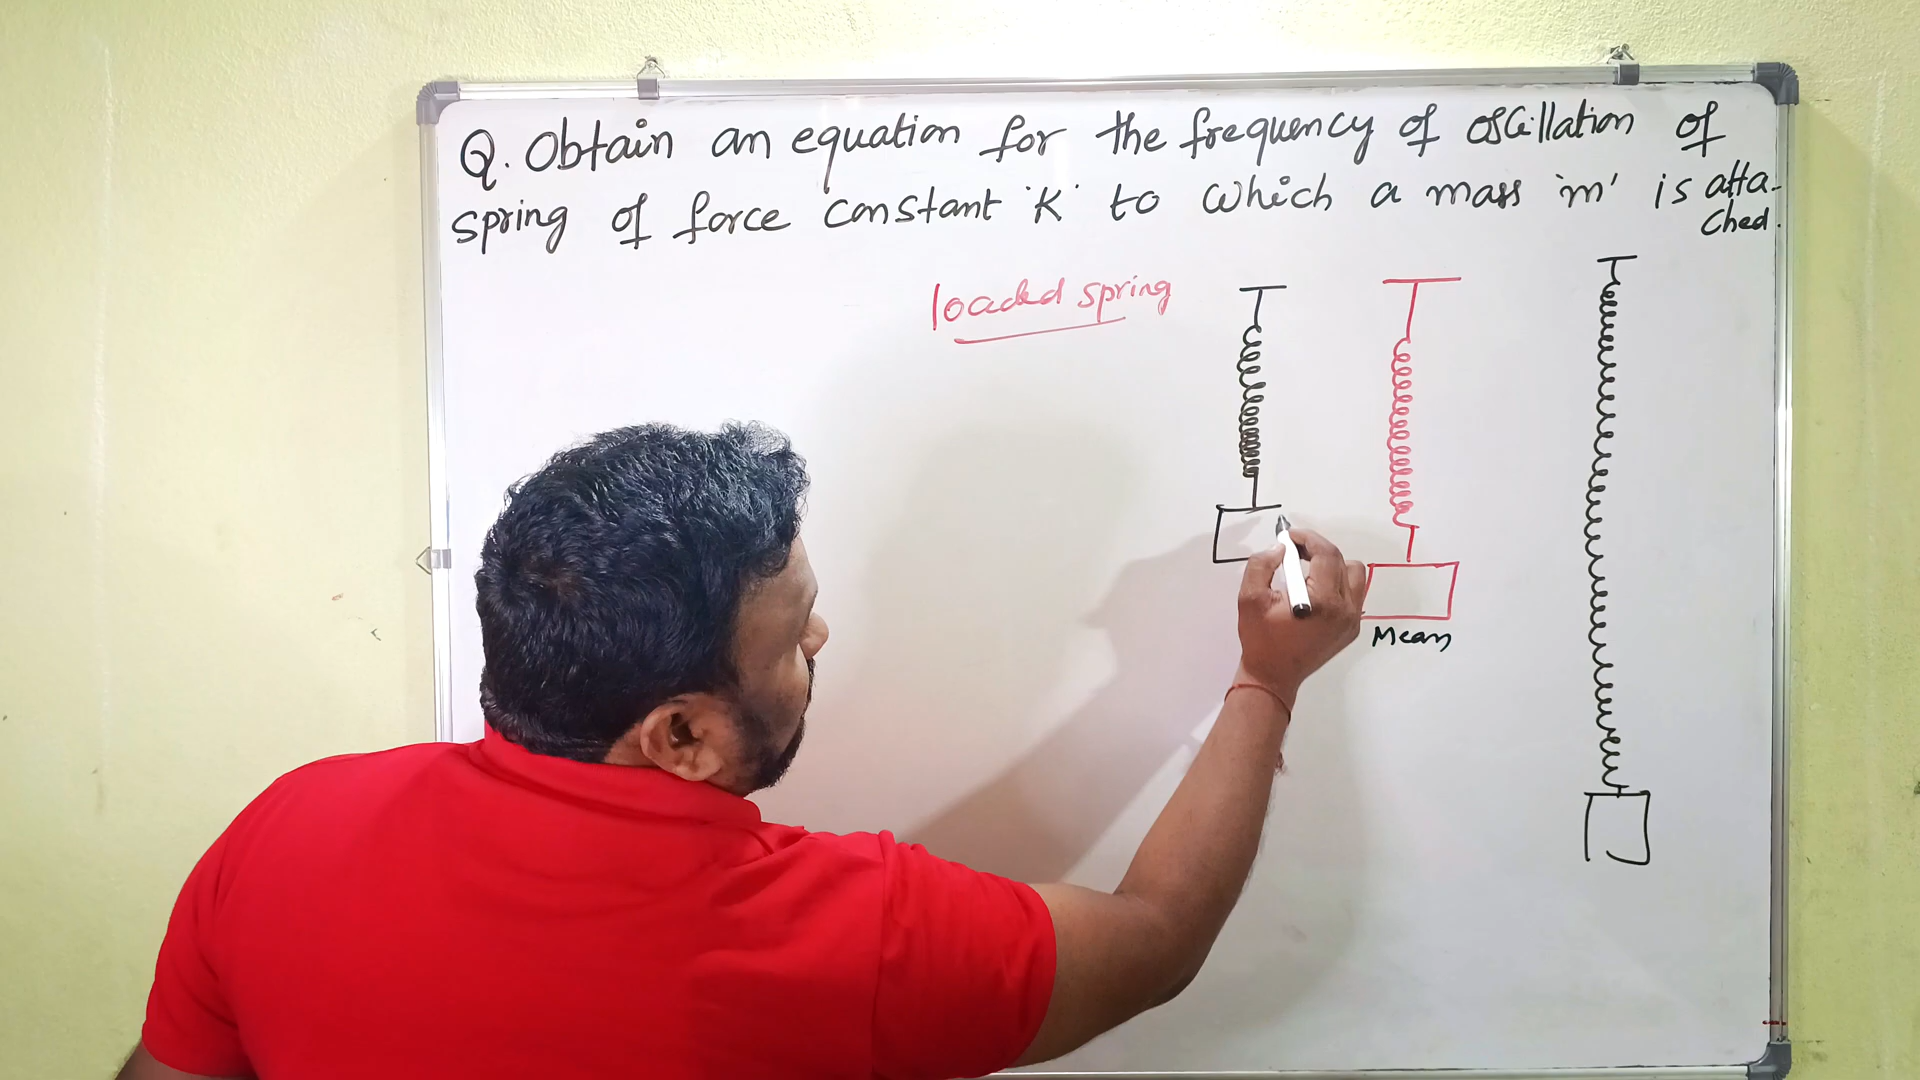 Q. Obtain an equation for the frequency of oscillation of
spring of force constant 'K' to which a mass 'm' is atta-
ched.
loaded spring
Mean